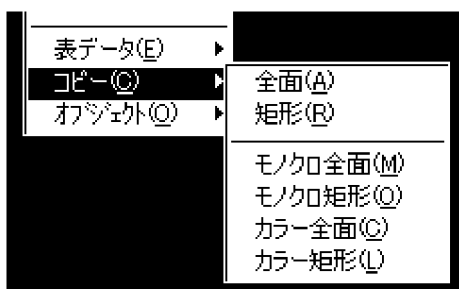 表データ(E)
コピー(C)
オブジェクト(O)
全面(A)
矩形(R)
モノクロ全面(M)
モノクロ矩形(O)
カラー全面(C)
カラー矩形(L)